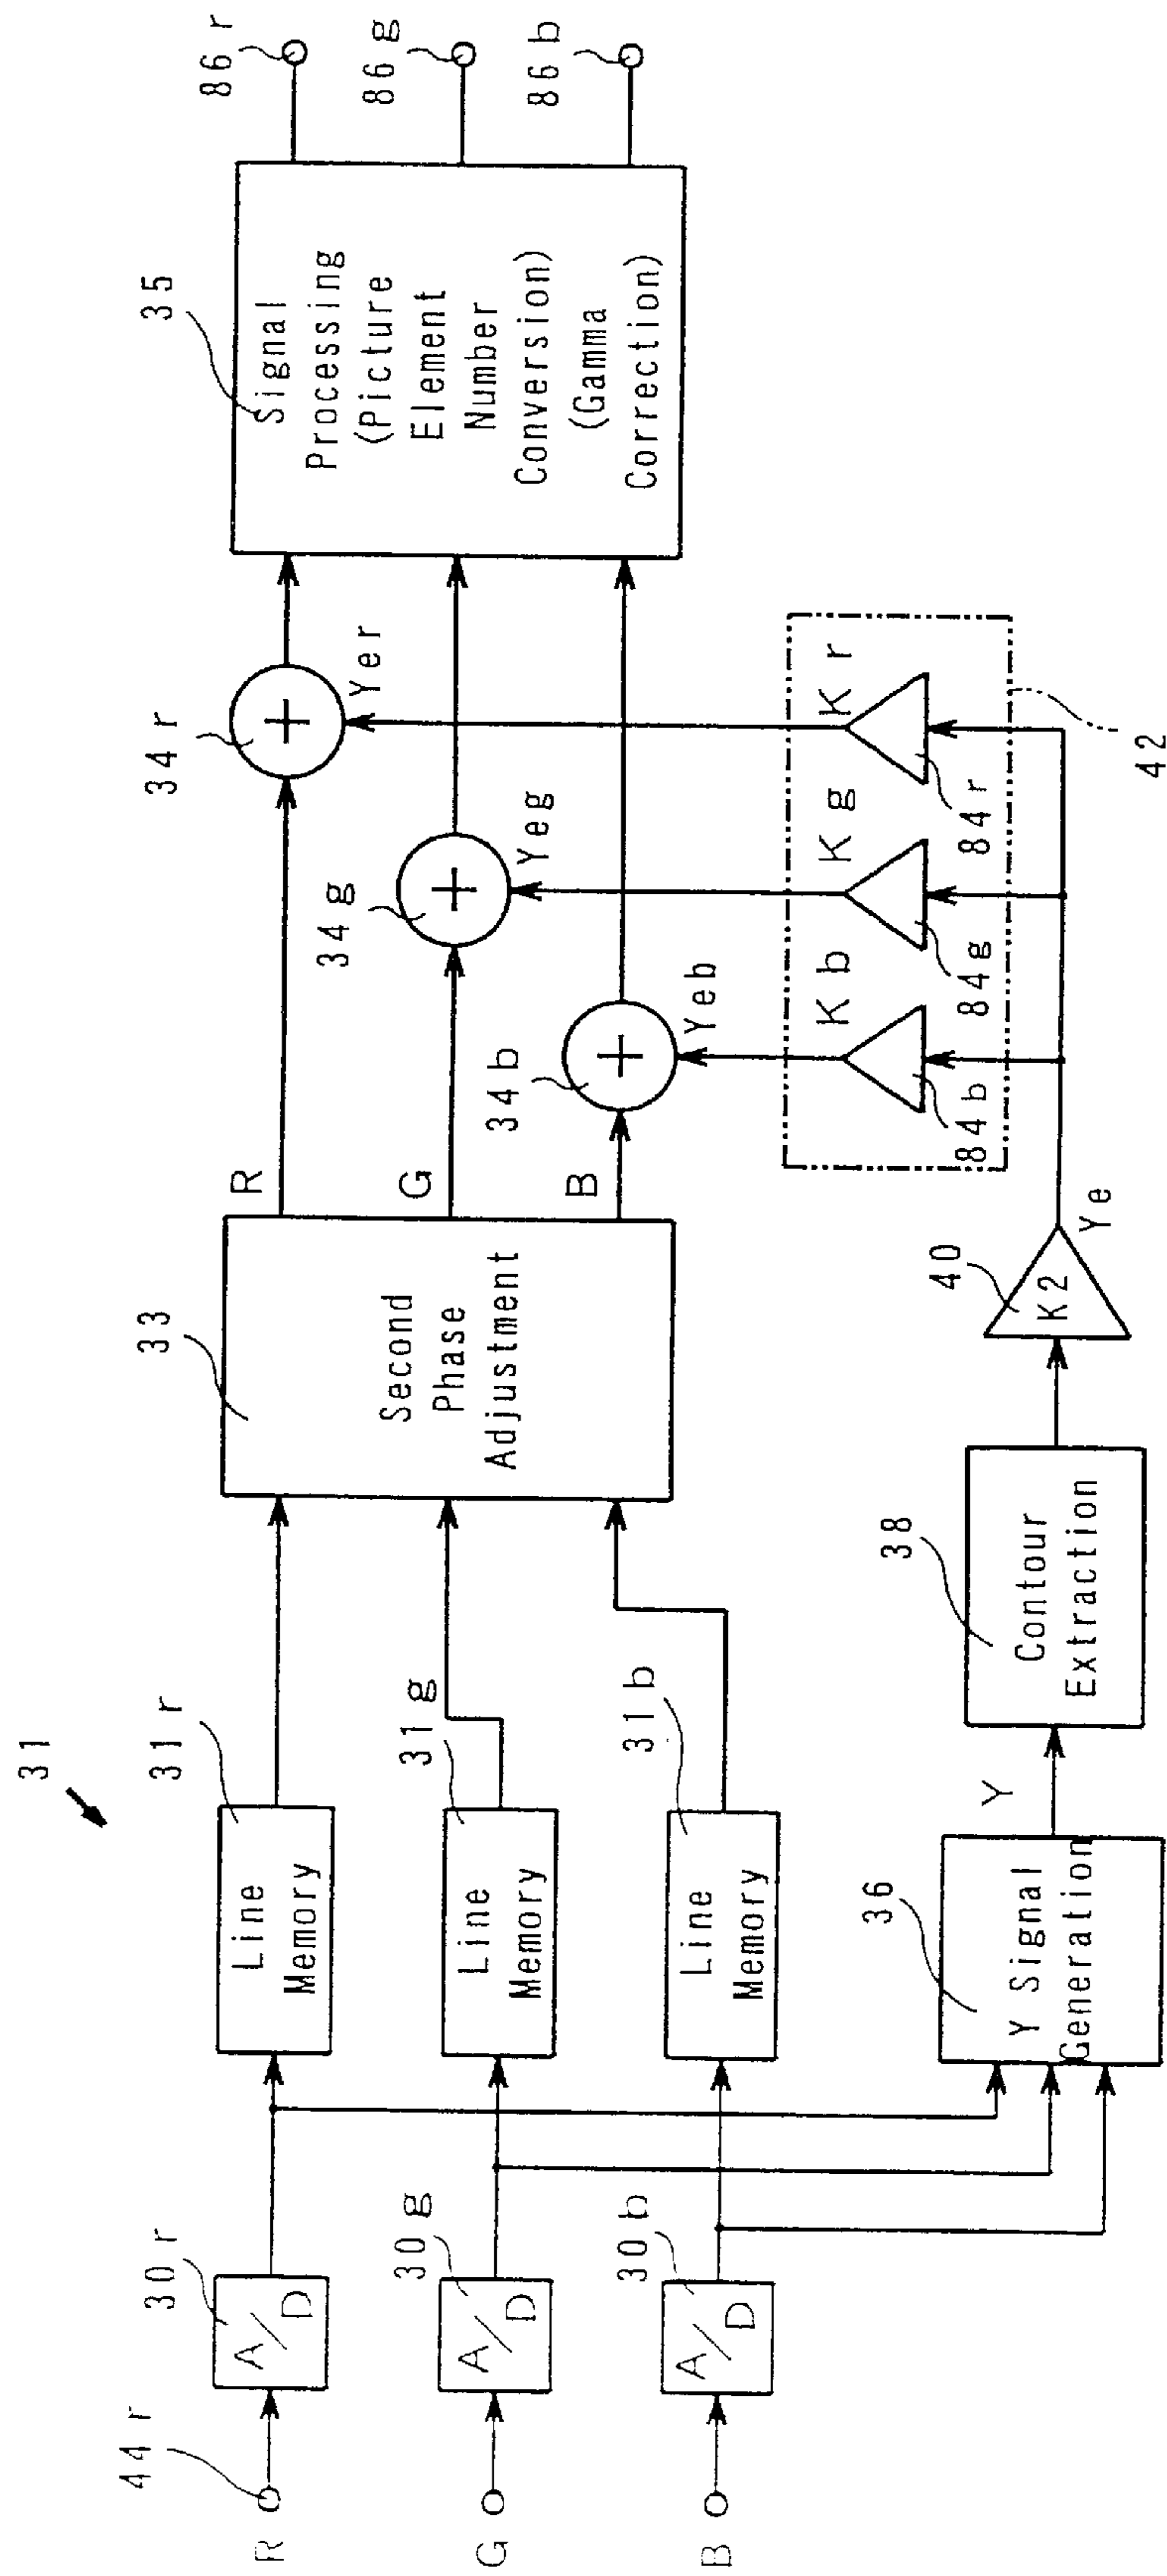 31
44r
R
G
B
30r
A/D
30g
A/D
30b
A/D
31r
Line
Memory
31g
Line
Memory
31b
Line
Memory
36
Y Signal
Generation
Y
38
Contour
Extraction
40
K2
Ye
33
Second
Phase
Adjustment
R
G
B
34r
34g
34b
Yer
Yeg
Yeb
Kr
Kg
Kb
84r
84g
84b
42
35
Signal
Processing
(Picture
Element
Number
Conversion)
(Gamma
Correction)
86r
86g
86b